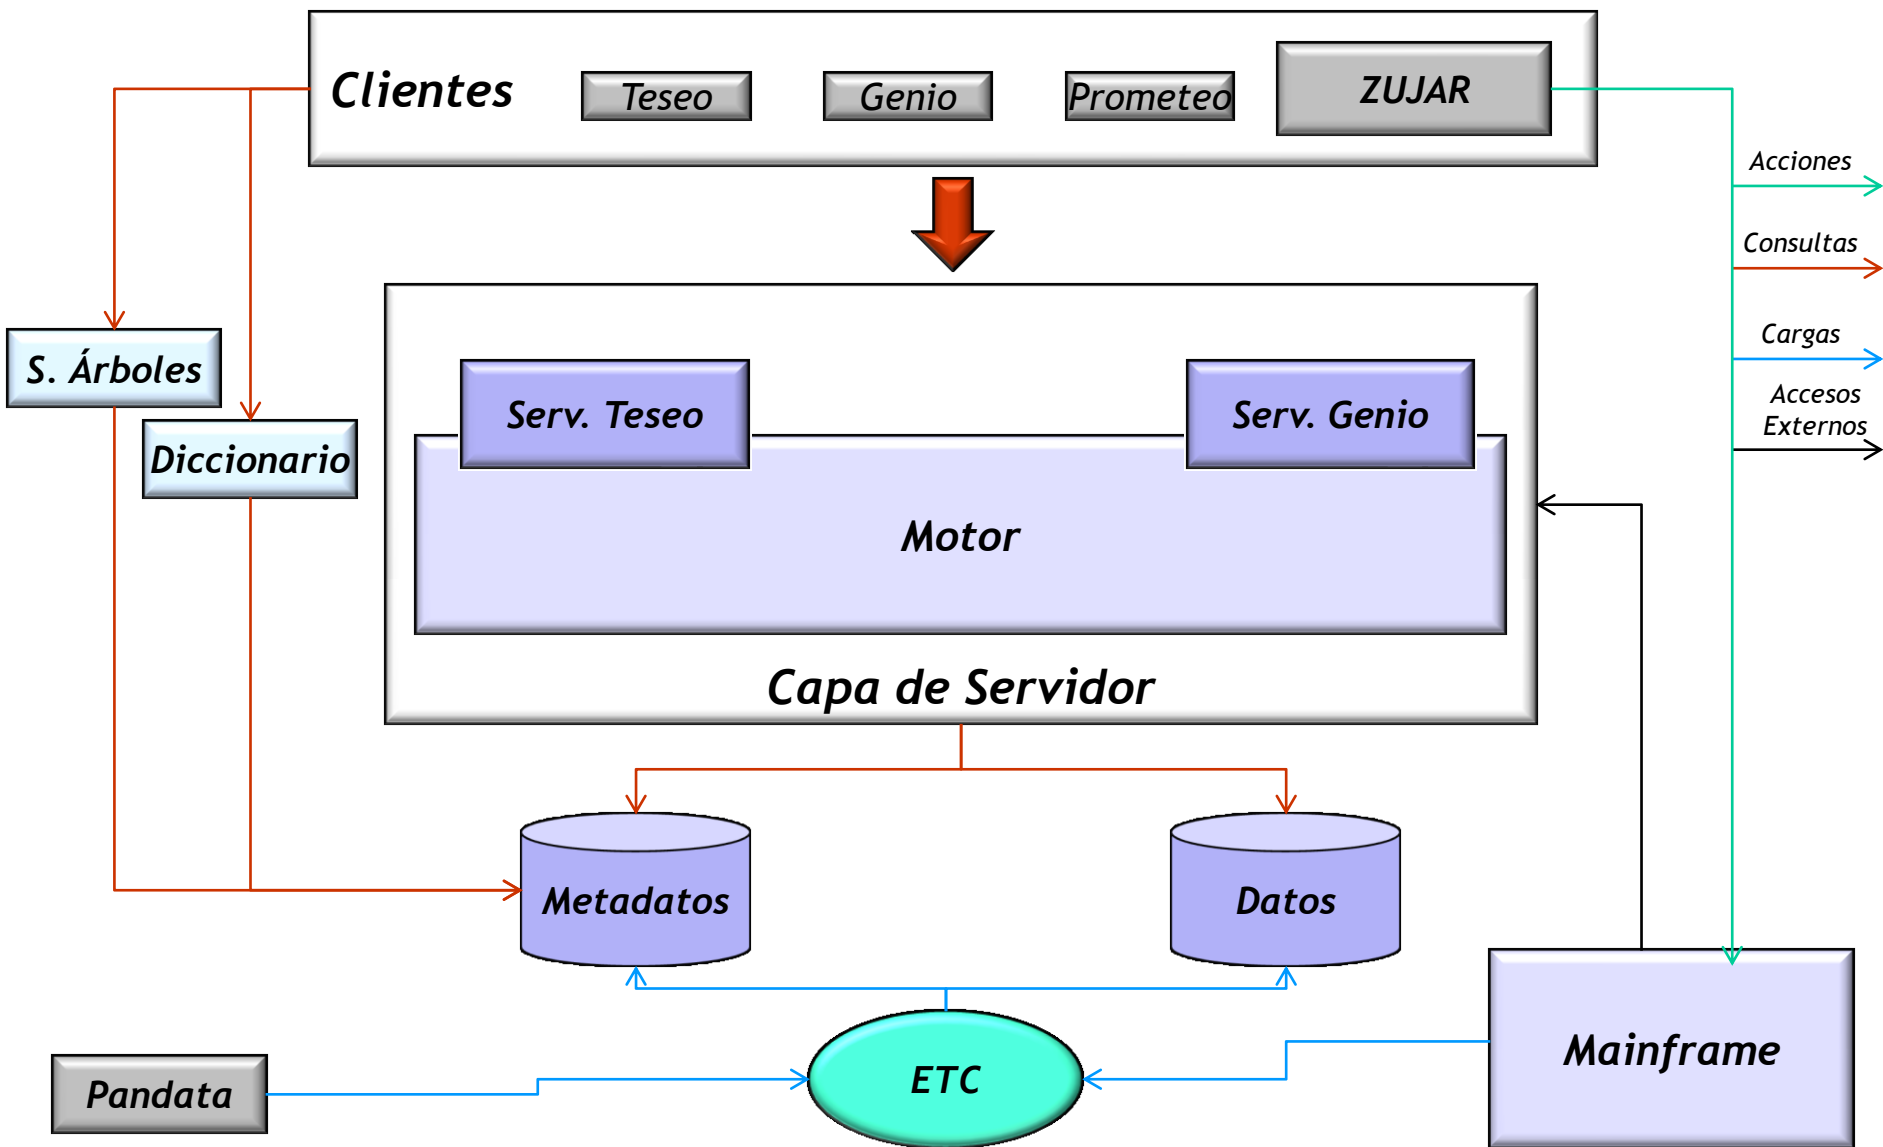 Clientes
Teseo
Genio
Prometeo
ZUJAR
Acciones
Consultas
Cargas
Accesos
Externos
S. Árboles
Diccionario
Serv. Teseo
Serv. Genio
Motor
Capa de Servidor
Metadatos
Datos
Mainframe
ETC
Pandata